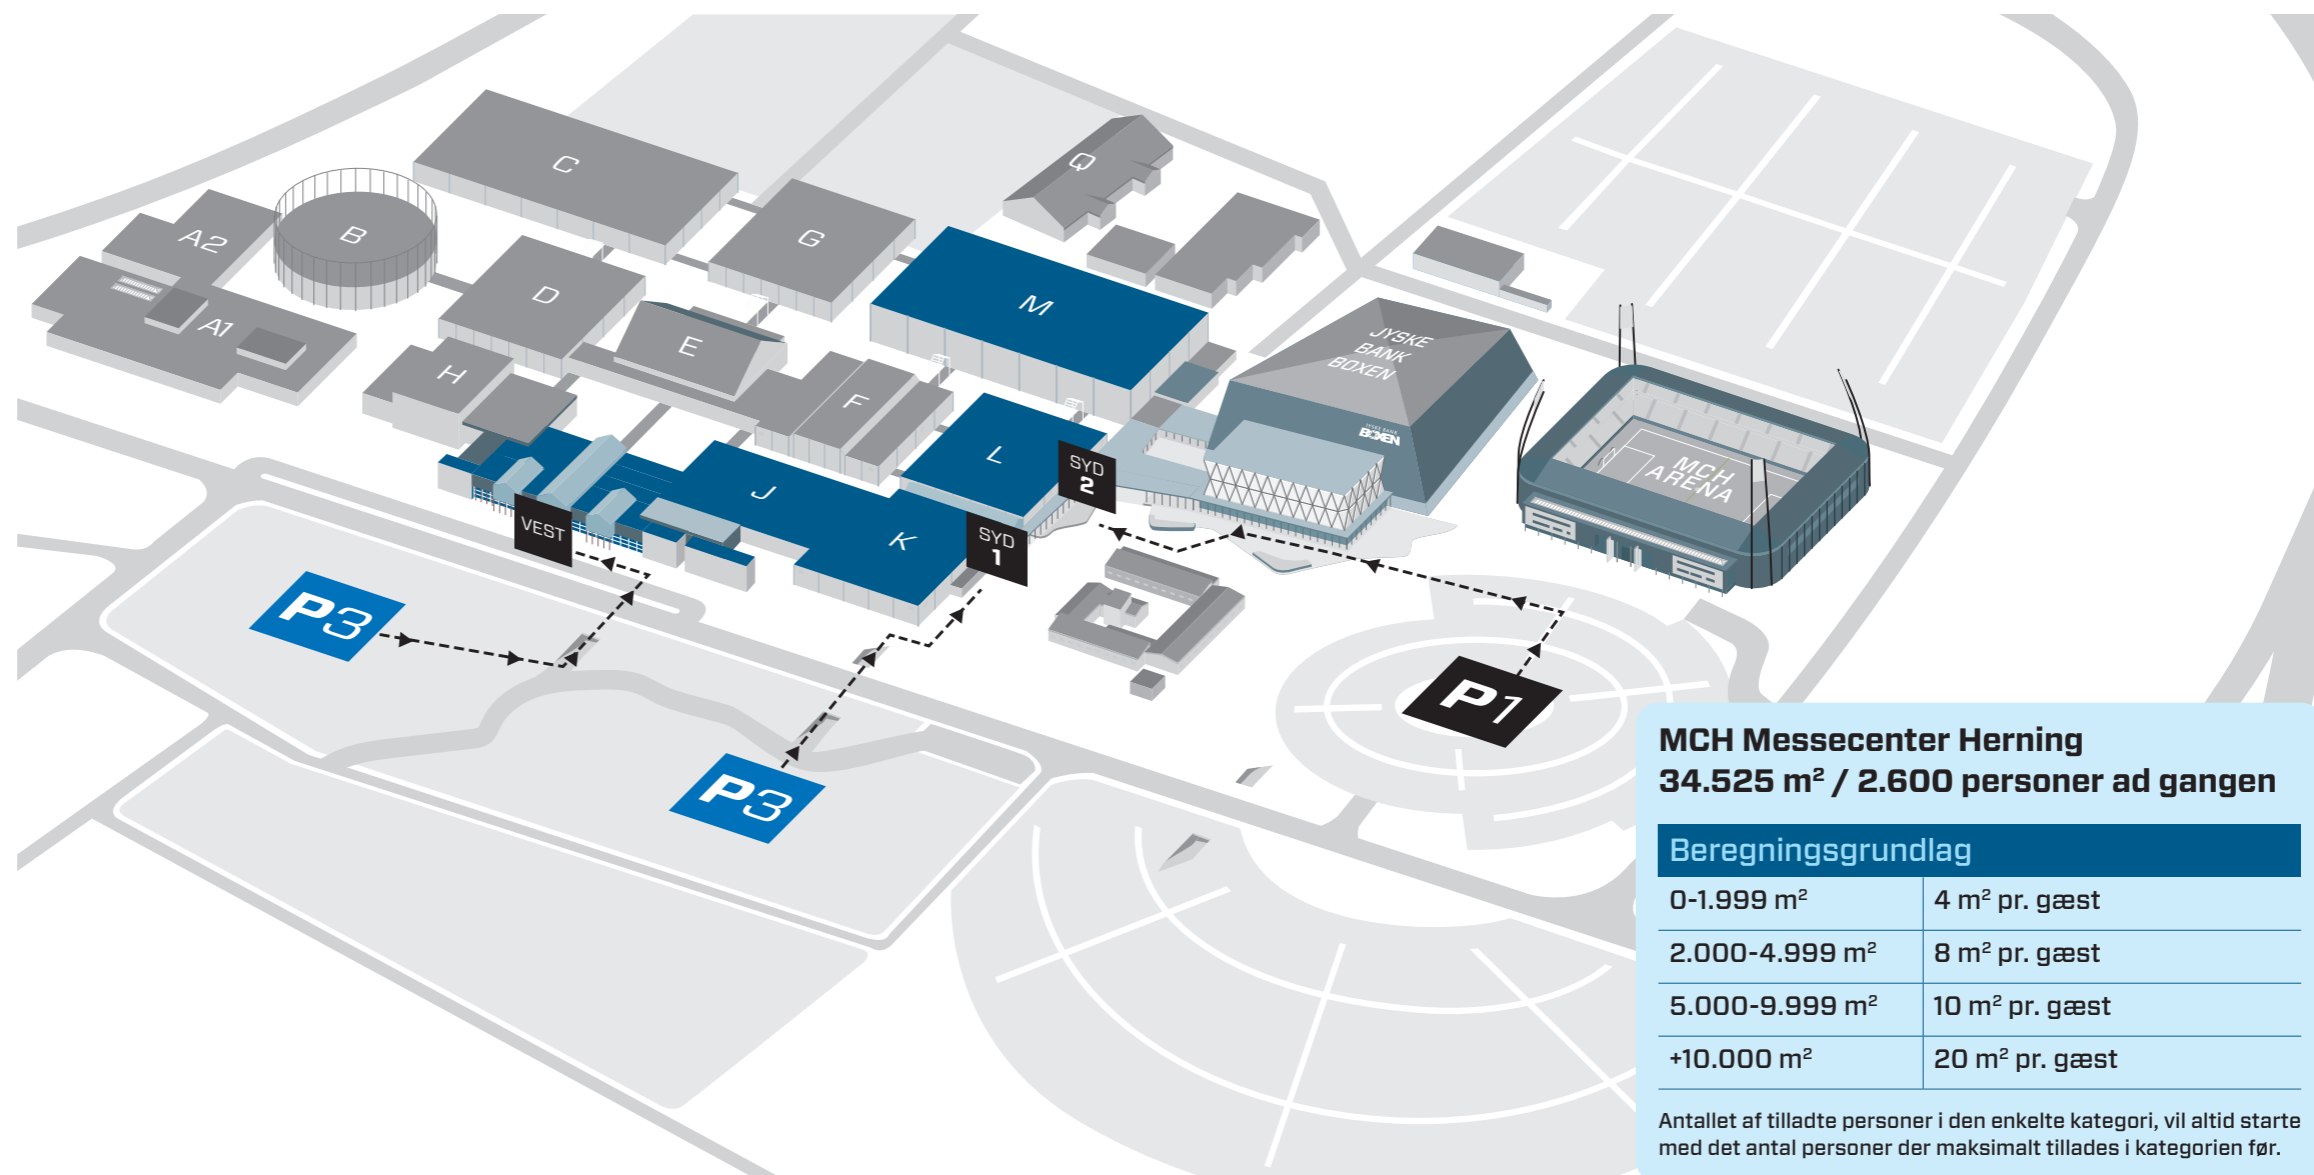 C
Q
A2
B
G
D
M
A1
E
H
F
JYSKE
BANK
BOXEN
JYSKE BANK
BOXEN
L
SYD
2
MCH
ARENA
J
VEST
K
SYD
1
P3
P1
P3
MCH Messecenter Herning
34.525 m² / 2.600 personer ad gangen
Beregningsgrundlag
0-1.999 m² 4 m² pr. gæst
2.000-4.999 m² 8 m² pr. gæst
5.000-9.999 m² 10 m² pr. gæst
+10.000 m² 20 m² pr. gæst
Antallet af tilladte personer i den enkelte kategori, vil altid starte
med det antal personer der maksimalt tillades i kategorien før.